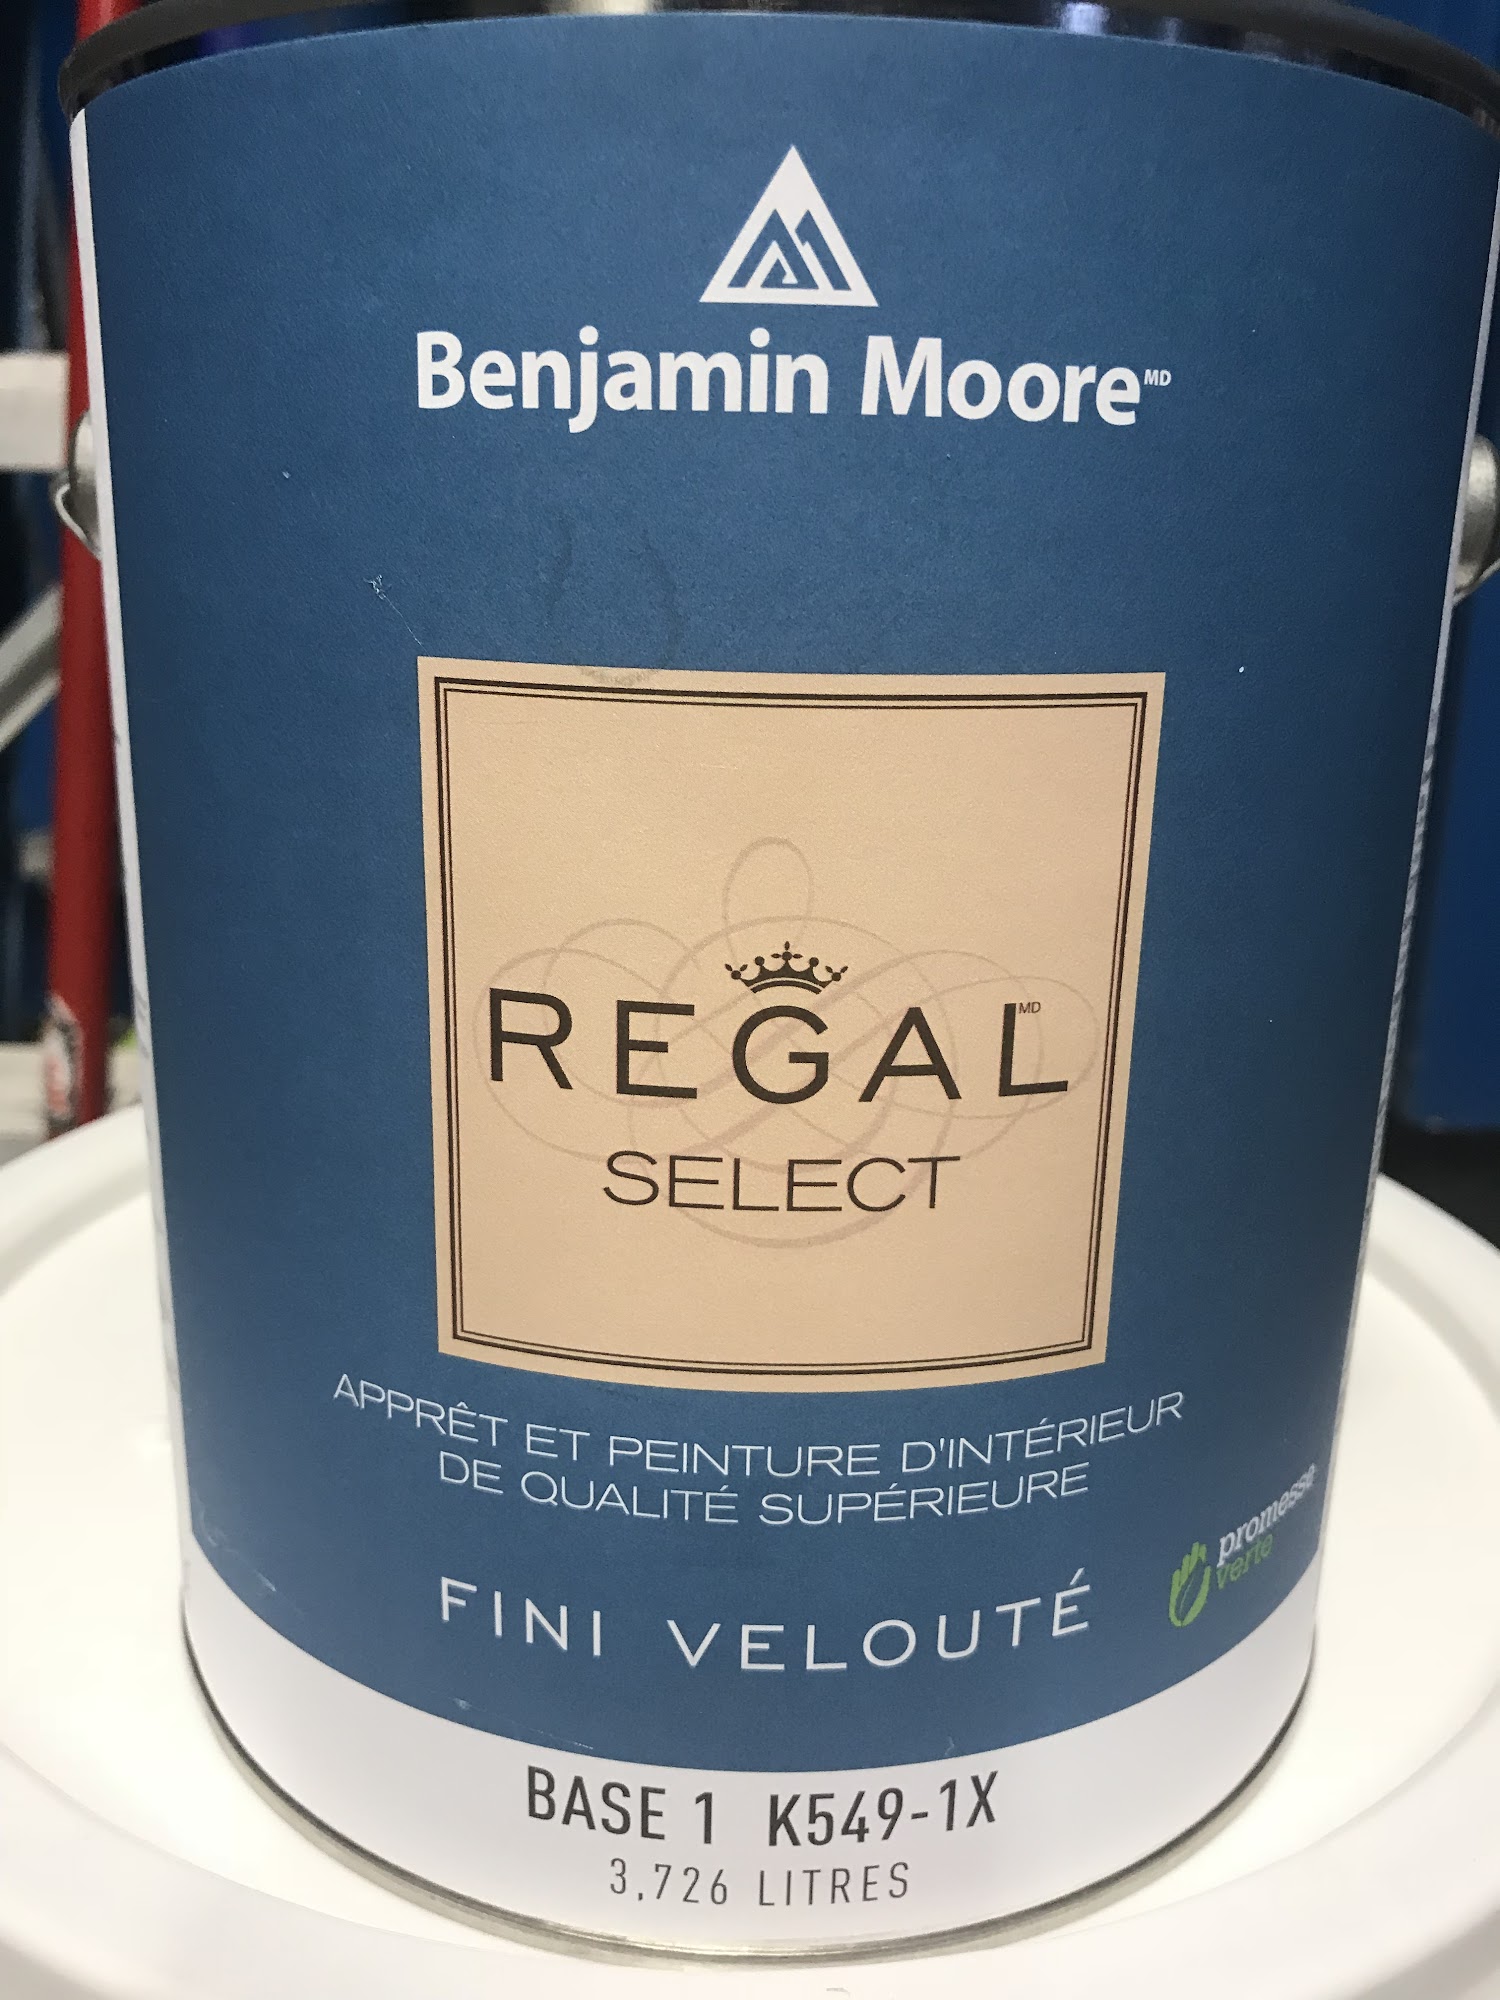 Benjamin Moore MD
REGAL MD
SELECT
APPRÊT ET PEINTURE D'INTÉRIEUR
DE QUALITÉ SUPÉRIEURE
promesse
verte
FINI VELOUTÉ
BASE 1 K549-1X
3,726 LITRES